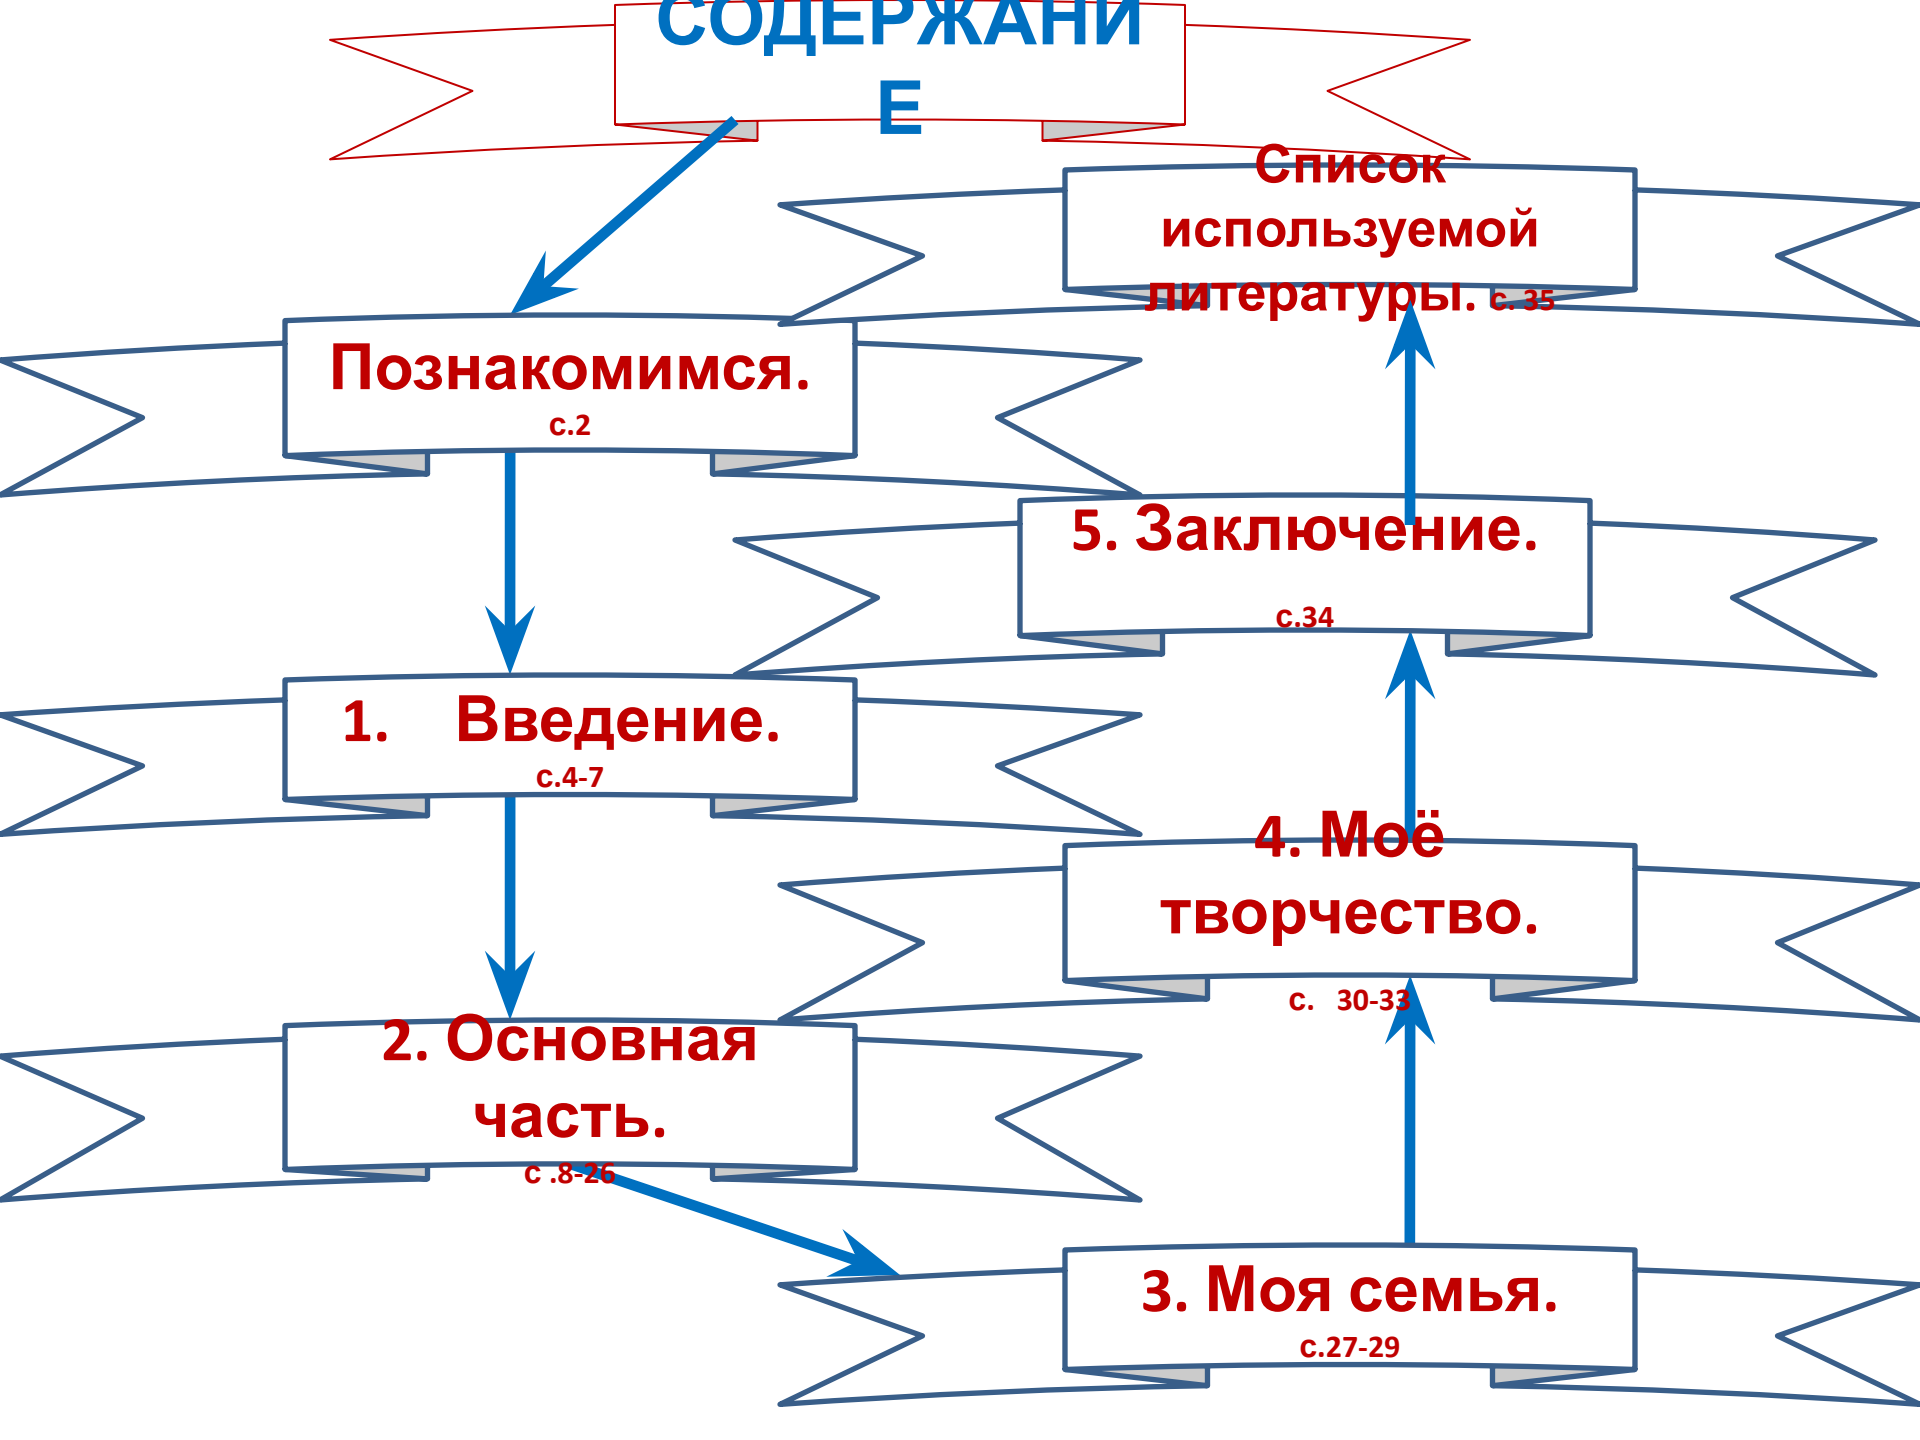 СОДЕРЖАНИ
Е
Познакомимся.
с.2
1. Введение.
с.4-7
2. Основная
часть.
с .8-26
3. Моя семья.
с.27-29
4. Моё
творчество.
с. 30-33
5. Заключение.
с.34
Список
используемой
литературы. с. 35